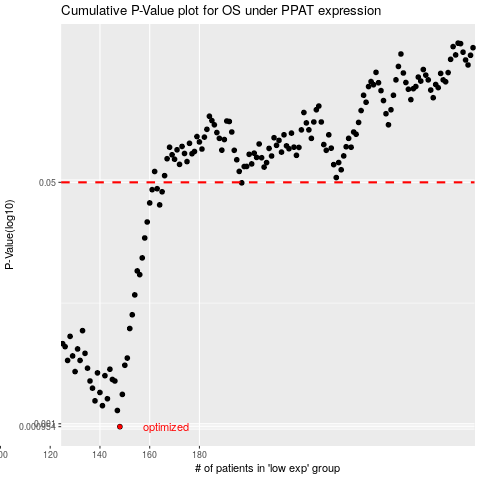 Cumulative P-Value plot for OS under PPAT expression
P-Value(log10)
0.05
0.001
0.000954
optimized
00 120 140 160 180
# of patients in 'low exp' group